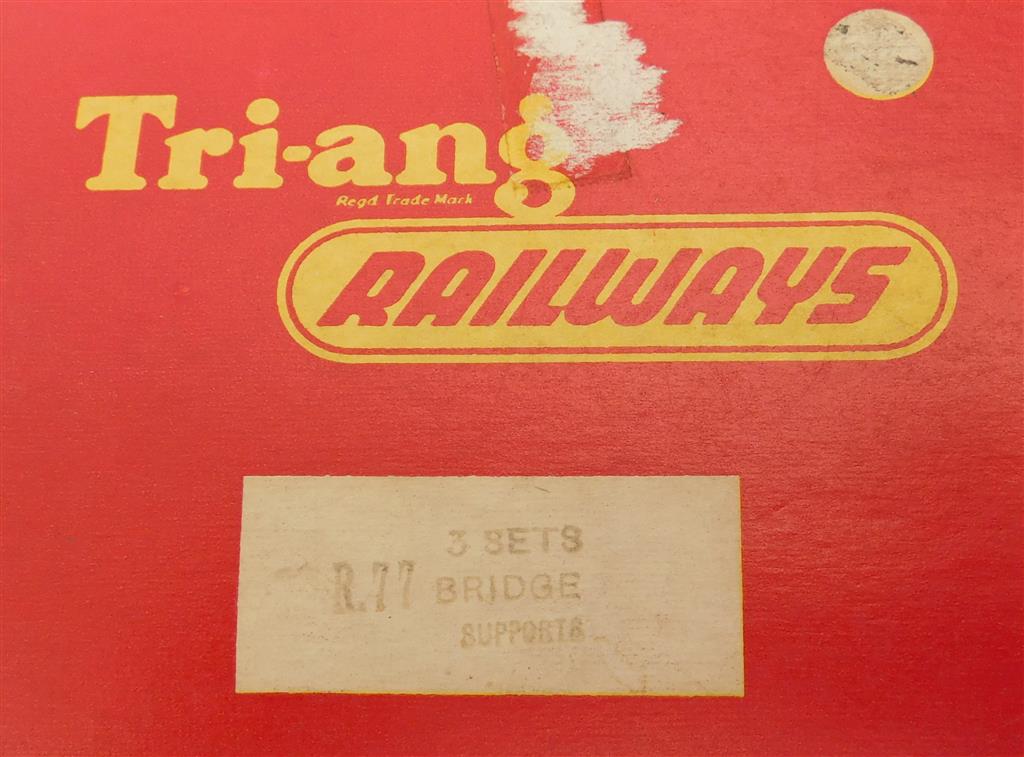 Tri-ang
Regd Trade Mark
RAILWAYS
3 SETS
R.77 BRIDGE
SUPPORTS